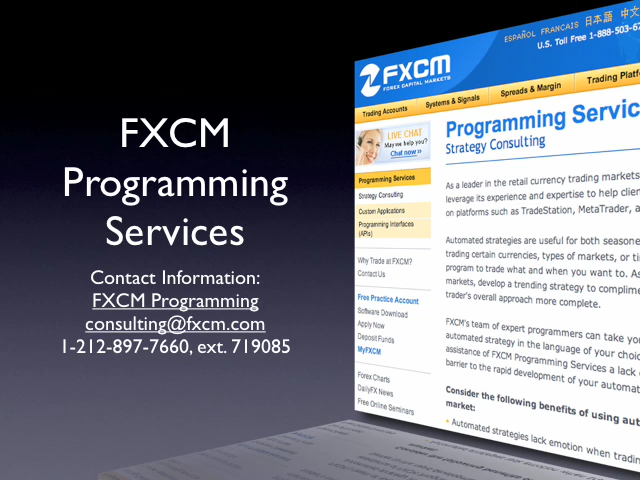 FXCM
Programming
Services
Contact Information:
FXCM Programming
consulting@fxcm.com
1-212-897-7660, ext. 719085
ESPAÑOL FRANCAIS 日本語 中文
U.S. Toll Free 1-888-503-67
FXCM
FOREX CAPITAL MARKETS
Trading Accounts
Systems & Signals
Spreads & Margin
Trading Platf
LIVE CHAT
May we help you?
Chat now »
Programming Services
Strategy Consulting
Custom Applications
Programming Interfaces
(APIs)
Why Trade at FXCM?
Contact Us
Free Practice Account
Software Download
Apply Now
Deposit Funds
MyFXCM
Forex Charts
DailyFX News
Free Online Seminars
Programming Servic
Strategy Consulting
As a leader in the retail currency trading markets
leverage its experience and expertise to help clien
on platforms such as TradeStation, MetaTrader, a
Automated strategies are useful for both seasone
trading certain currencies, types of markets, or ti
program to trade what and when you want to. As
markets, develop a trending strategy to complime
trader's overall approach more complete.
FXCM's team of expert programmers can take you
automated strategy in the language of your choic
assistance of FXCM Programming Services a lack o
barrier to the rapid development of your automat
Consider the following benefits of using auto
market:
• Automated strategies lack emotion when tradin